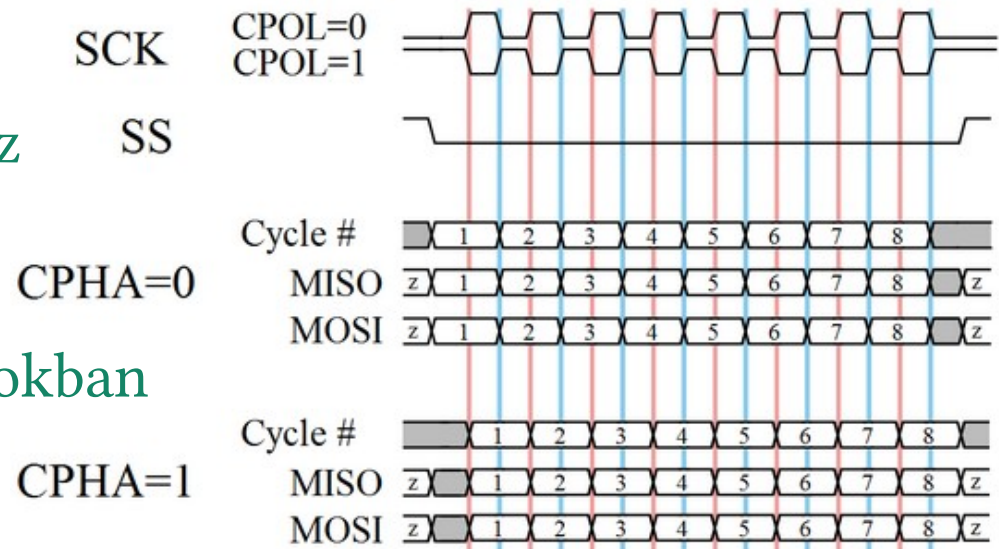 CPOL=0
SCK CPOL=1
z SS
Cycle # 1 2 3 4 5 6 7 8
CPHA=0 MISO z 1 2 3 4 5 6 7 8 z
MOSI z 1 2 3 4 5 6 7 8 z
okban
Cycle # 1 2 3 4 5 6 7 8
CPHA=1 MISO z 1 2 3 4 5 6 7 8 z
MOSI z 1 2 3 4 5 6 7 8 z